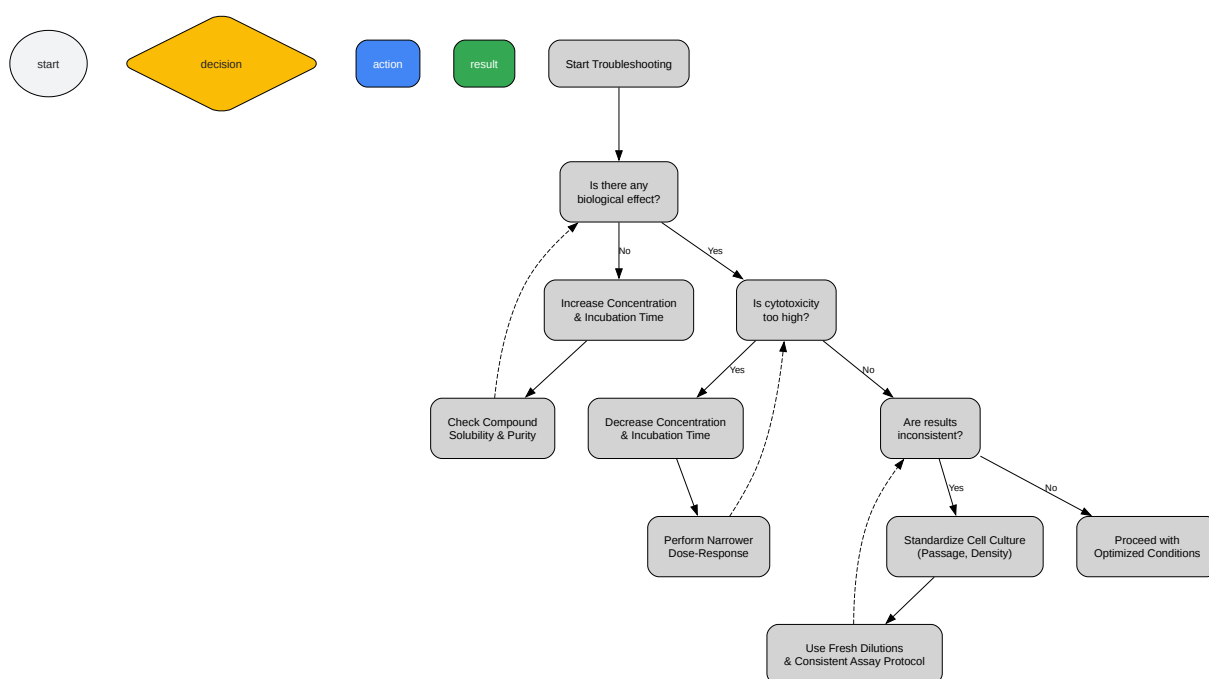 start
decision
action
result
Start Troubleshooting
Is there any
biological effect?
No
Yes
Increase Concentration
& Incubation Time
Is cytotoxicity
too high?
Yes
No
Check Compound
Solubility & Purity
Decrease Concentration
& Incubation Time
Are results
inconsistent?
Yes
No
Perform Narrower
Dose-Response
Standardize Cell Culture
(Passage, Density)
Proceed with
Optimized Conditions
Use Fresh Dilutions
& Consistent Assay Protocol